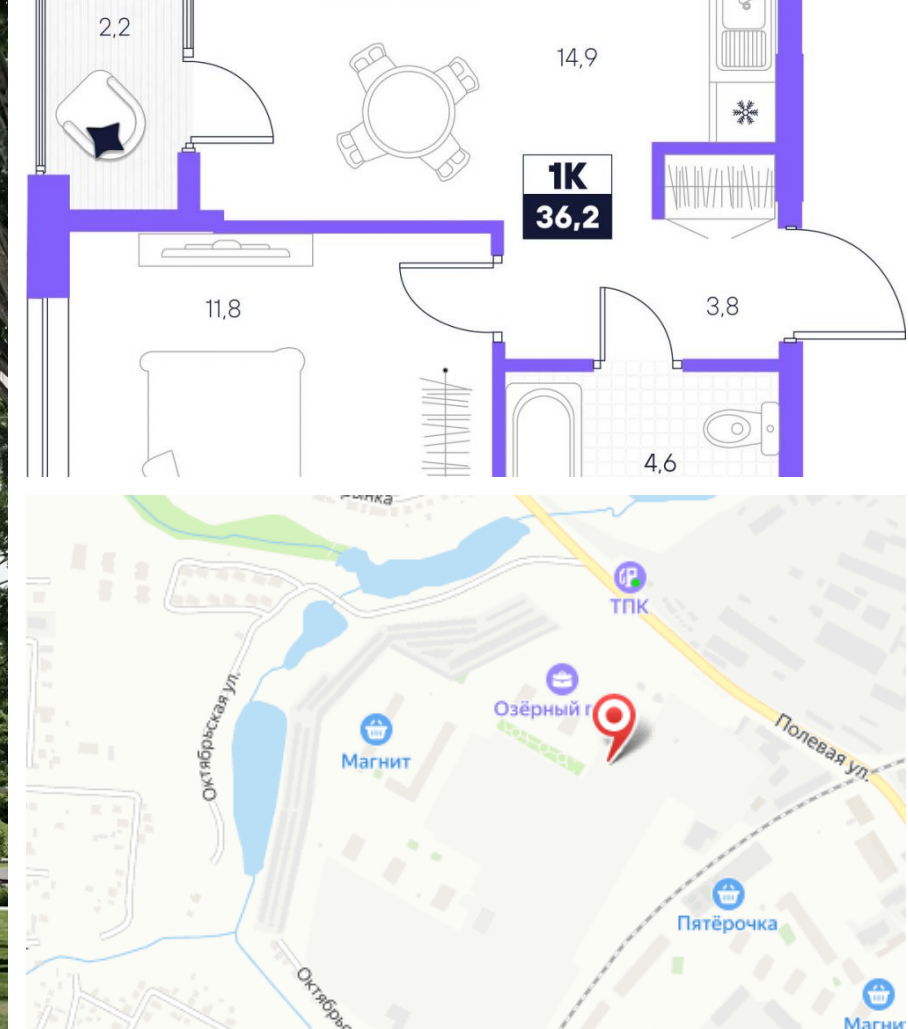 2,2
14,9
1К
36,2
11,8
3,8
4,6
ТПК
Озёрный г
Октябрьская ул.
Магнит
Полевая ул.
Пятёрочка
Октябрьс
Магнит